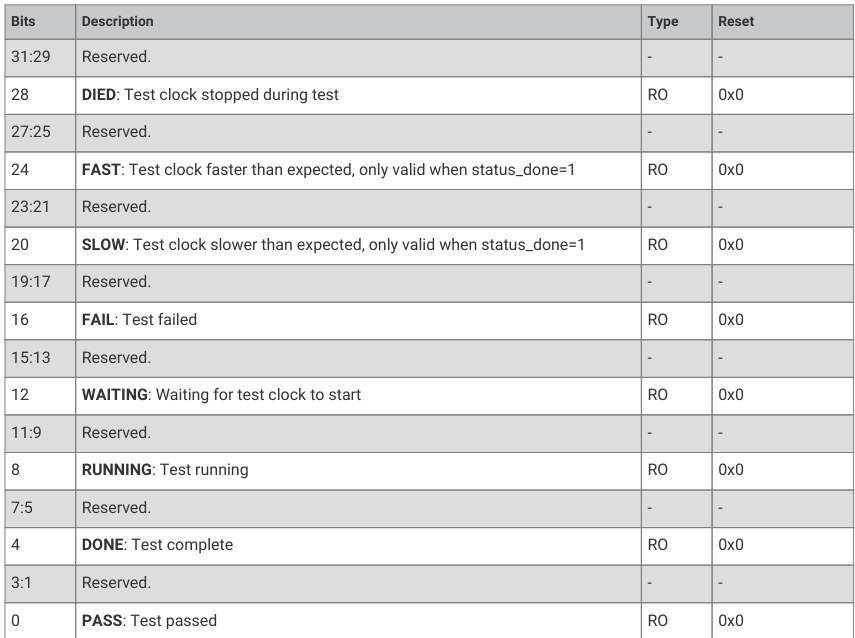 Bits Description Type Reset
31:29 Reserved. - -
28 DIED: Test clock stopped during test RO 0x0
27:25 Reserved. - -
24 FAST: Test clock faster than expected, only valid when status_done=1 RO 0x0
23:21 Reserved. - -
20 SLOW: Test clock slower than expected, only valid when status_done=1 RO 0x0
19:17 Reserved. - -
16 FAIL: Test failed RO 0x0
15:13 Reserved. - -
12 WAITING: Waiting for test clock to start RO 0x0
11:9 Reserved. - -
8 RUNNING: Test running RO 0x0
7:5 Reserved. - -
4 DONE: Test complete RO 0x0
3:1 Reserved. - -
0 PASS: Test passed RO 0x0